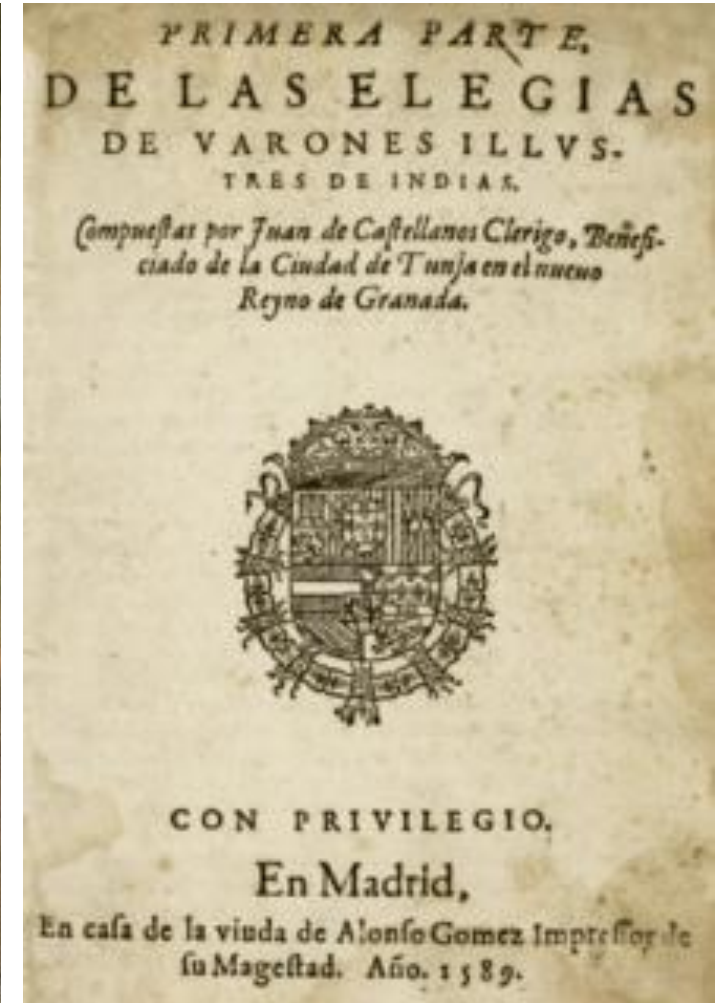 PRIMERA PARTE,
DE LAS ELEGIAS
DE VARONES ILLVS-
TRES DE INDIAS.
Compueſtas por Juan de Caſtellanos Clerigo, Beñefi-
ciado de la Ciudad de Tunja en el nueuo
Reyno de Granada.
CON PRIVILEGIO.
En Madrid,
En caſa de la viuda de Alonſo Gomez Impreſſor de
ſu Mageſtad. Año. 1589.